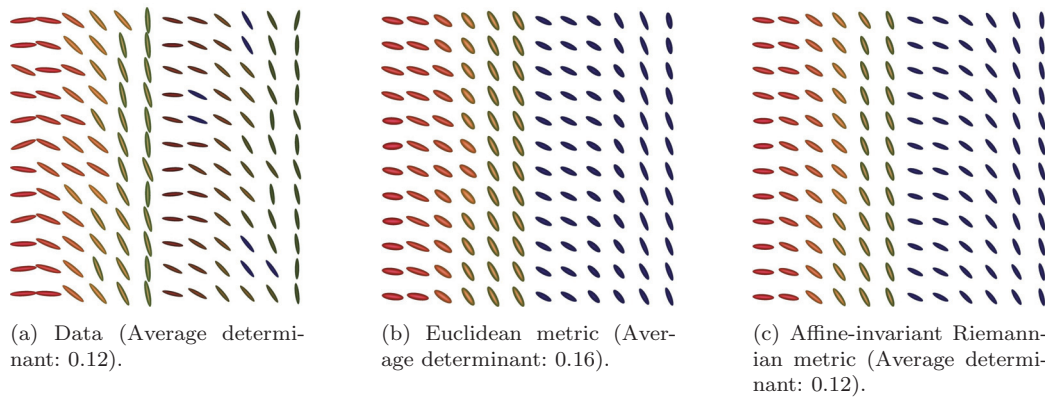 (a) Data (Average determi-
nant: 0.12).
(b) Euclidean metric (Aver-
age determinant: 0.16).
(c) Affine-invariant Riemann-
ian metric (Average determi-
nant: 0.12).